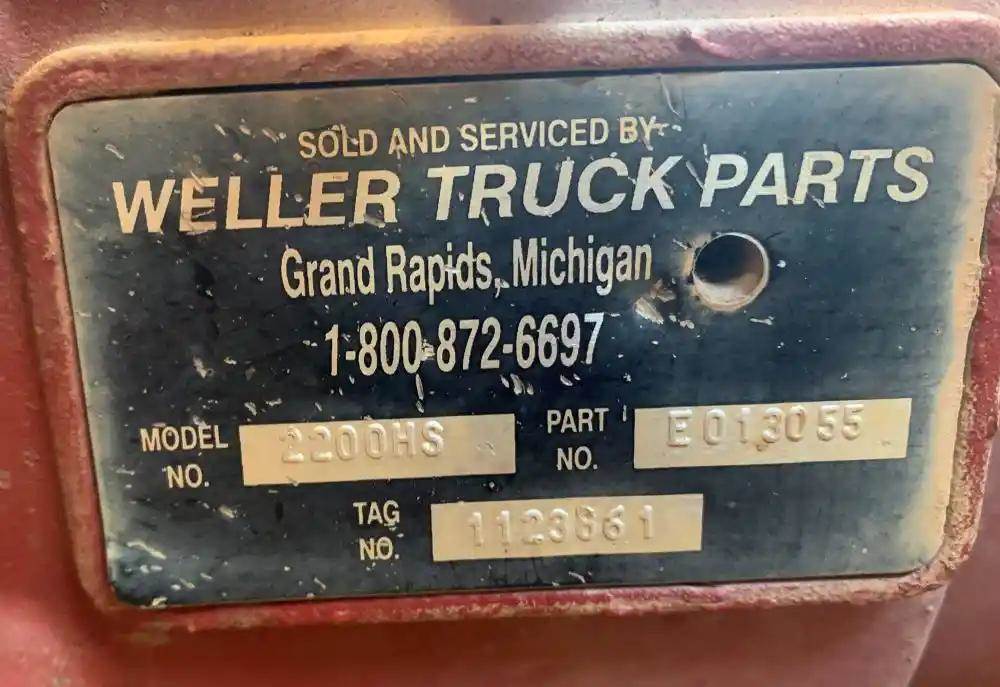 SOLD AND SERVICED BY
WELLER TRUCK PARTS
Grand Rapids, Michigan
1-800-872-6697
MODEL NO. 2200HS
PART NO. E013055
TAG NO. 1123861